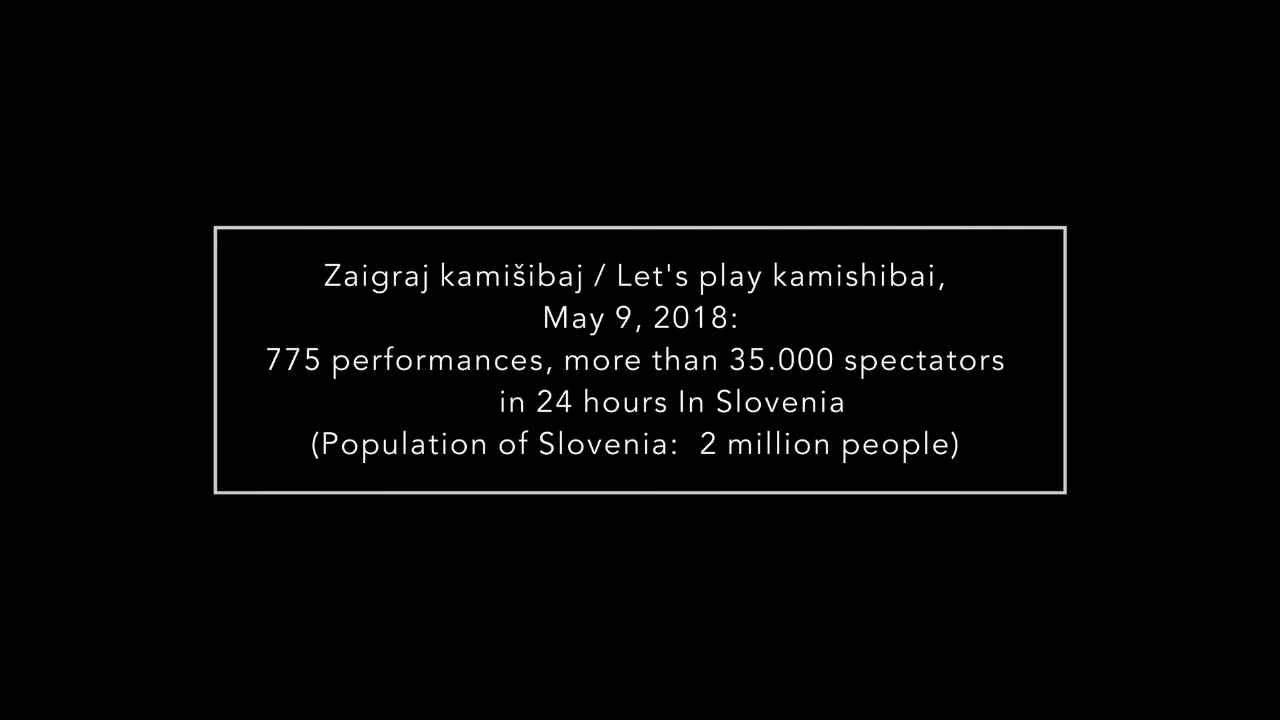 Zaigraj kamišibaj / Let's play kamishibai,
May 9, 2018:
775 performances, more than 35.000 spectators
in 24 hours In Slovenia
(Population of Slovenia:  2 million people)